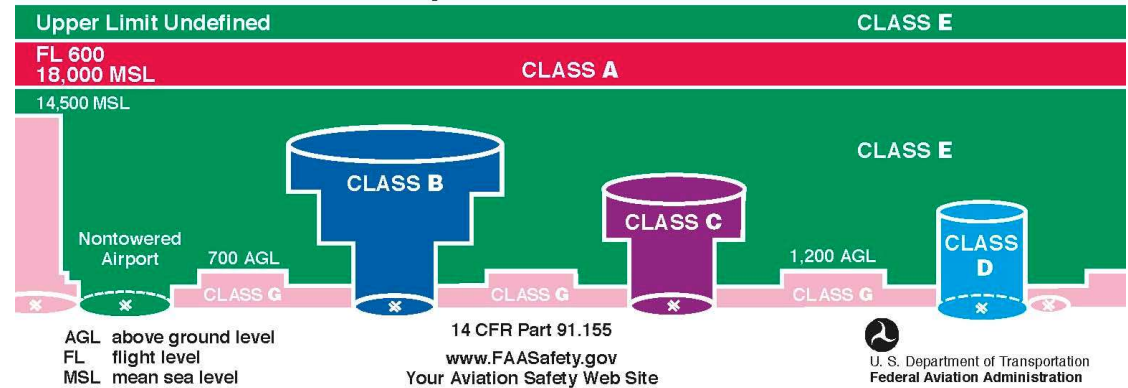 Upper Limit Undefined
CLASS E
FL 600
18,000 MSL
CLASS A
14,500 MSL
CLASS E
CLASS B
CLASS C
Nontowered
Airport
700 AGL
1,200 AGL
CLASS
D
CLASS G
CLASS G
CLASS G
AGL above ground level
FL flight level
MSL mean sea level
14 CFR Part 91.155
www.FAASafety.gov
Your Aviation Safety Web Site
U. S. Department of Transportation
Federal Aviation Administration